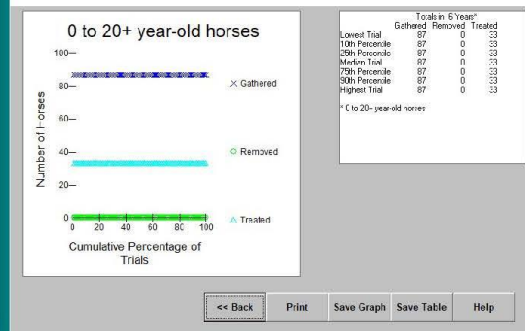 0 to 20+ year-old horses
100
80
60
40
20
0
Number of Horses
0 20 40 60 80 100
Cumulative Percentage of
Trials
Gathered
Removed
Treated
Totals in 6 Years*
Gathered Removed Treated
Lowest Trial 87 0 33
10th Percentile 87 0 33
25th Percentile 87 0 33
Median Trial 87 0 33
75th Percentile 87 0 33
90th Percentile 87 0 33
Highest Trial 87 0 33
* 0 to 20+ year-old horses
<< Back
Print
Save Graph
Save Table
Help